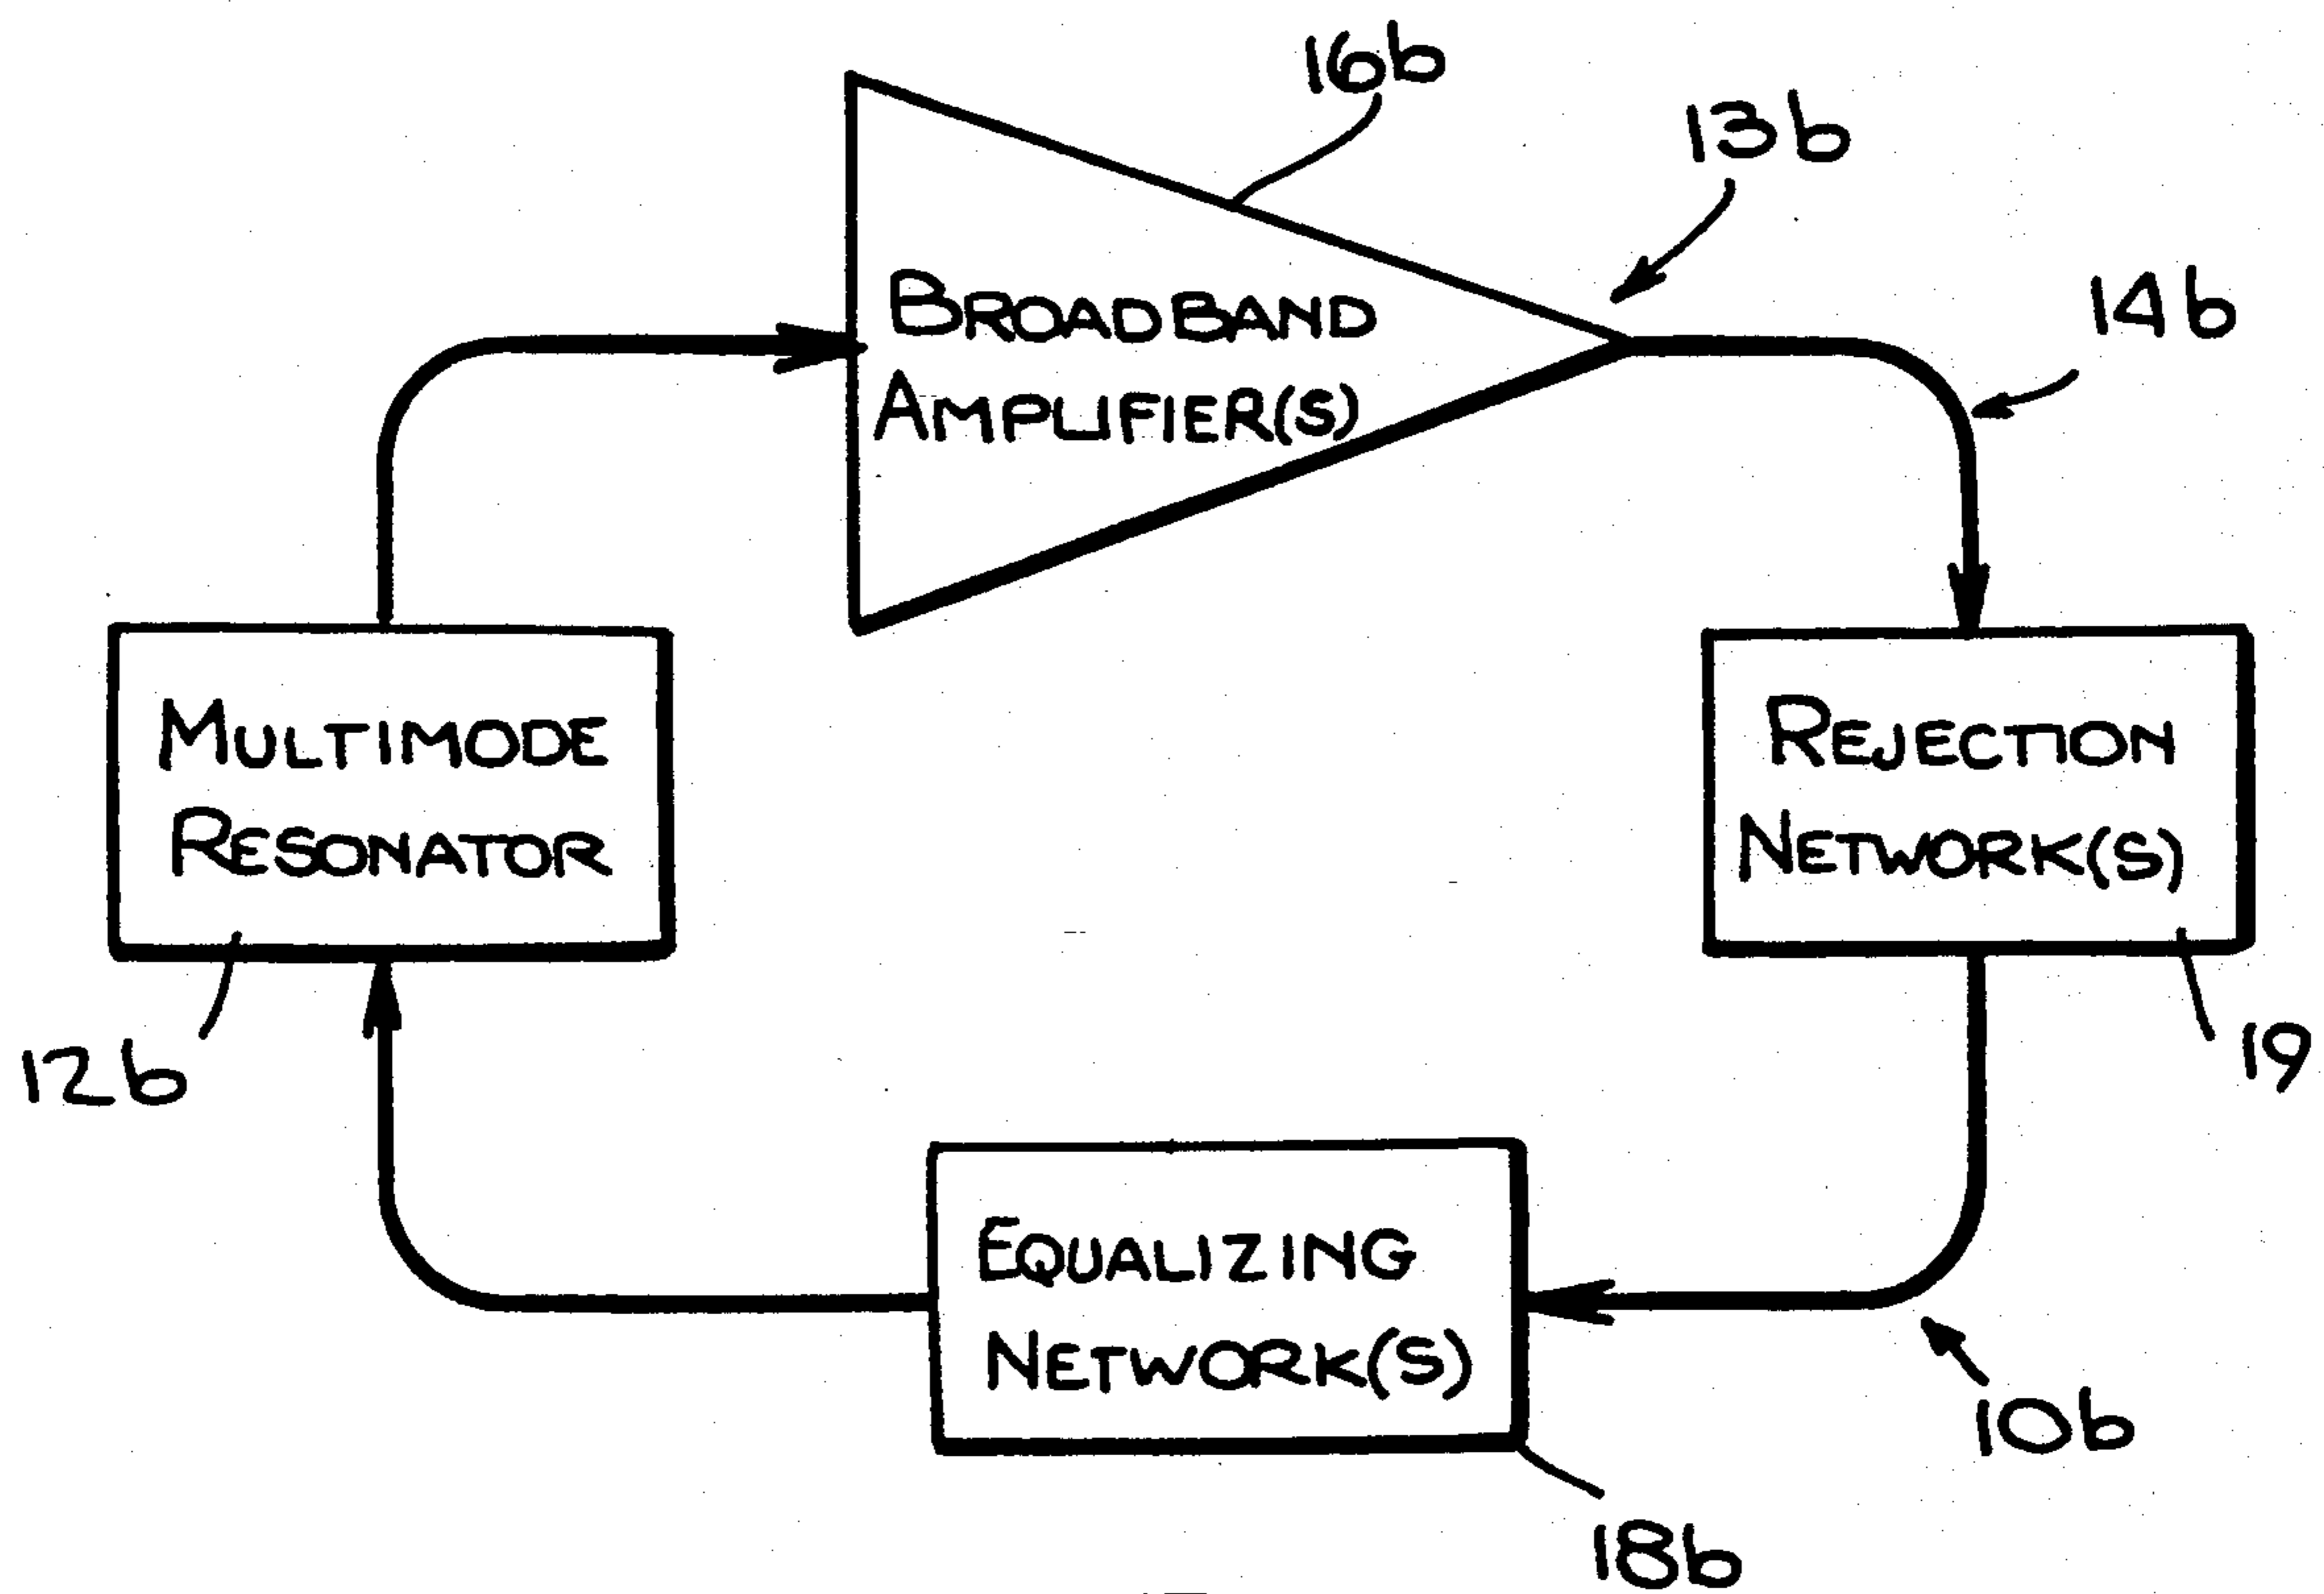 16b
13b
14b
BROADBAND
AMPLIFIER(S)
MULTIMODE
RESONATOR
REJECTION
NETWORK(S)
12b
19
EQUALIZING
NETWORK(S)
10b
18b